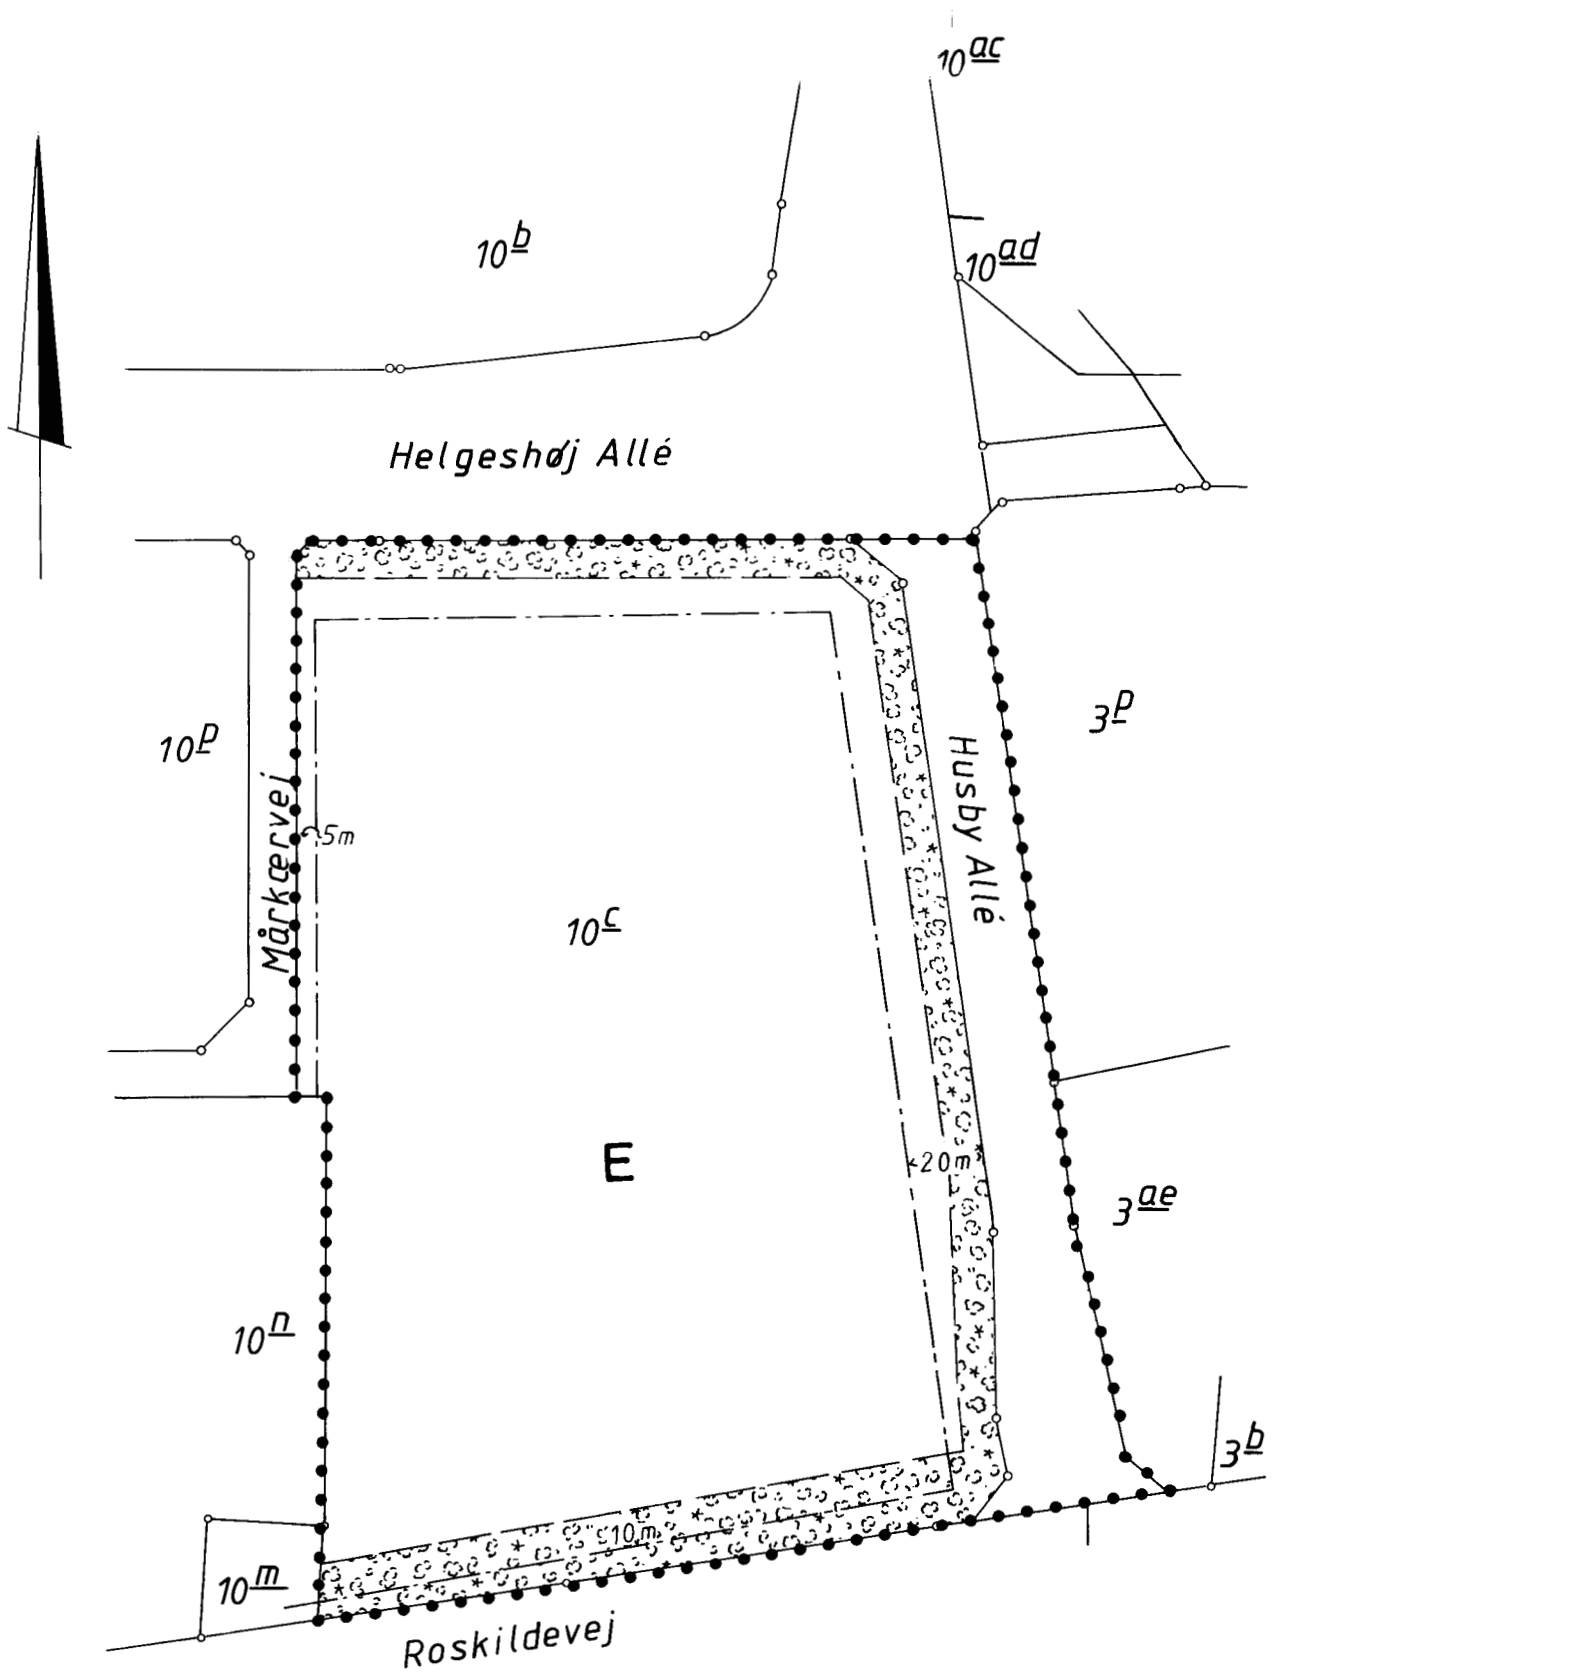 10ac
10b
10ad
Helgeshøj Allé
10p
3p
Husby Allé
Mårkærvej
5m
10c
E
20m
3ae
10n
3b
10m
10m
Roskildevej